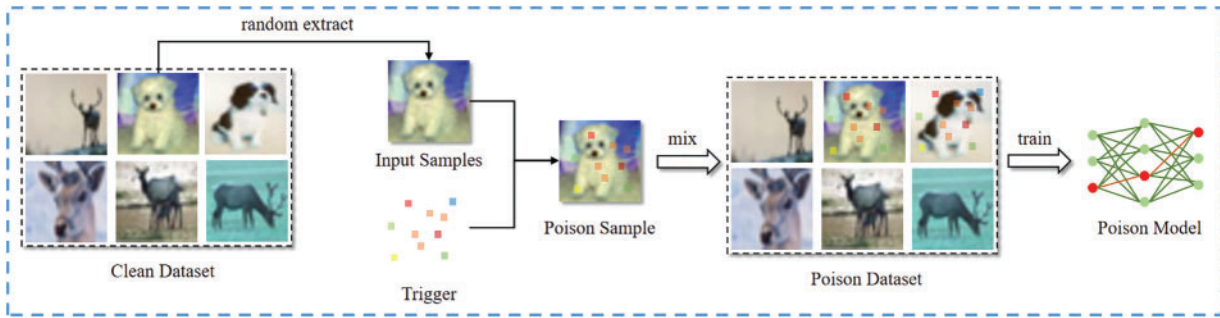 random extract
Clean Dataset
Input Samples
Trigger
Poison Sample
mix
Poison Dataset
train
Poison Model